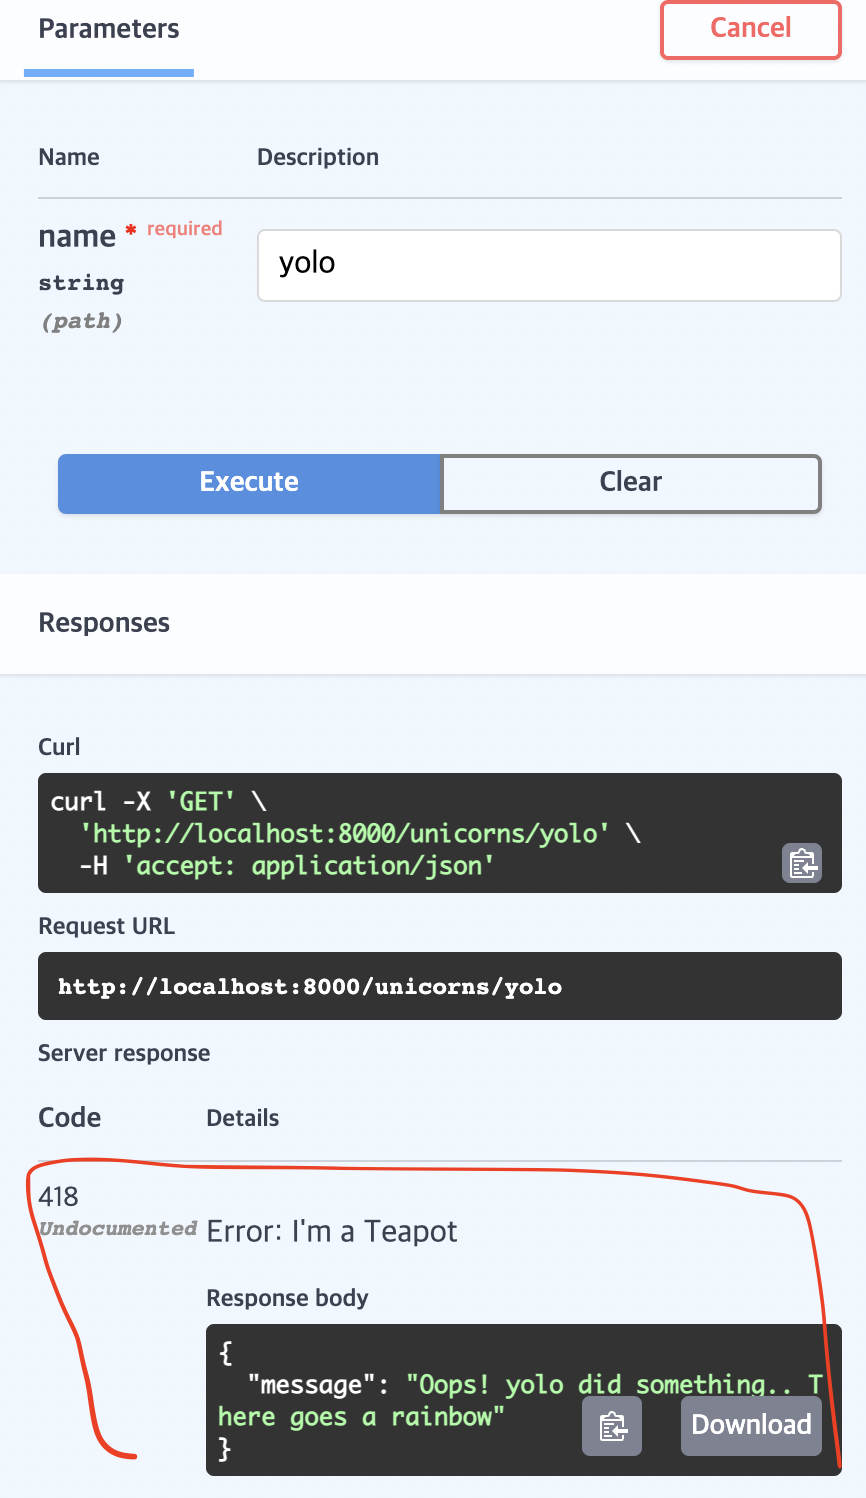 Parameters
Cancel
Name Description
name * required
string
(path)
yolo
Execute Clear
Responses
Curl
curl -X 'GET' \
'http://localhost:8000/unicorns/yolo' \
-H 'accept: application/json'
Request URL
http://localhost:8000/unicorns/yolo
Server response
Code Details
418
Undocumented Error: I'm a Teapot
Response body
{
"message": "Oops! yolo did something.. T
here goes a rainbow"
}
Download